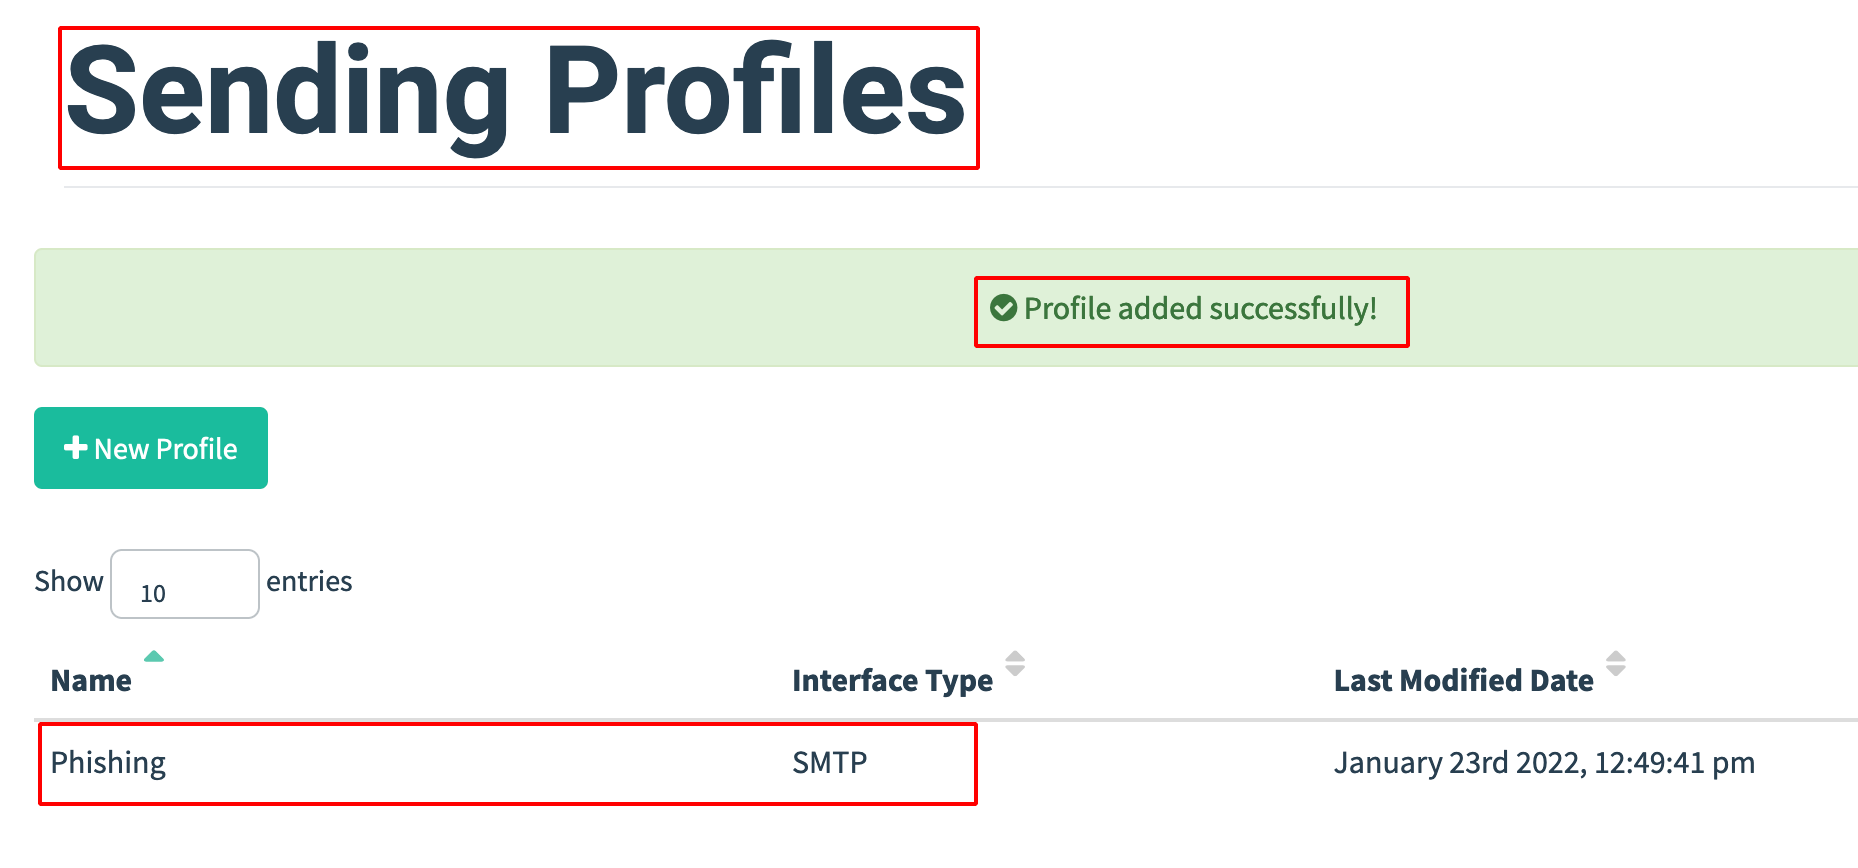 Sending Profiles
Profile added successfully!
New Profile
Show 10 entries
Name Interface Type Last Modified Date
Phishing SMTP January 23rd 2022, 12:49:41 pm